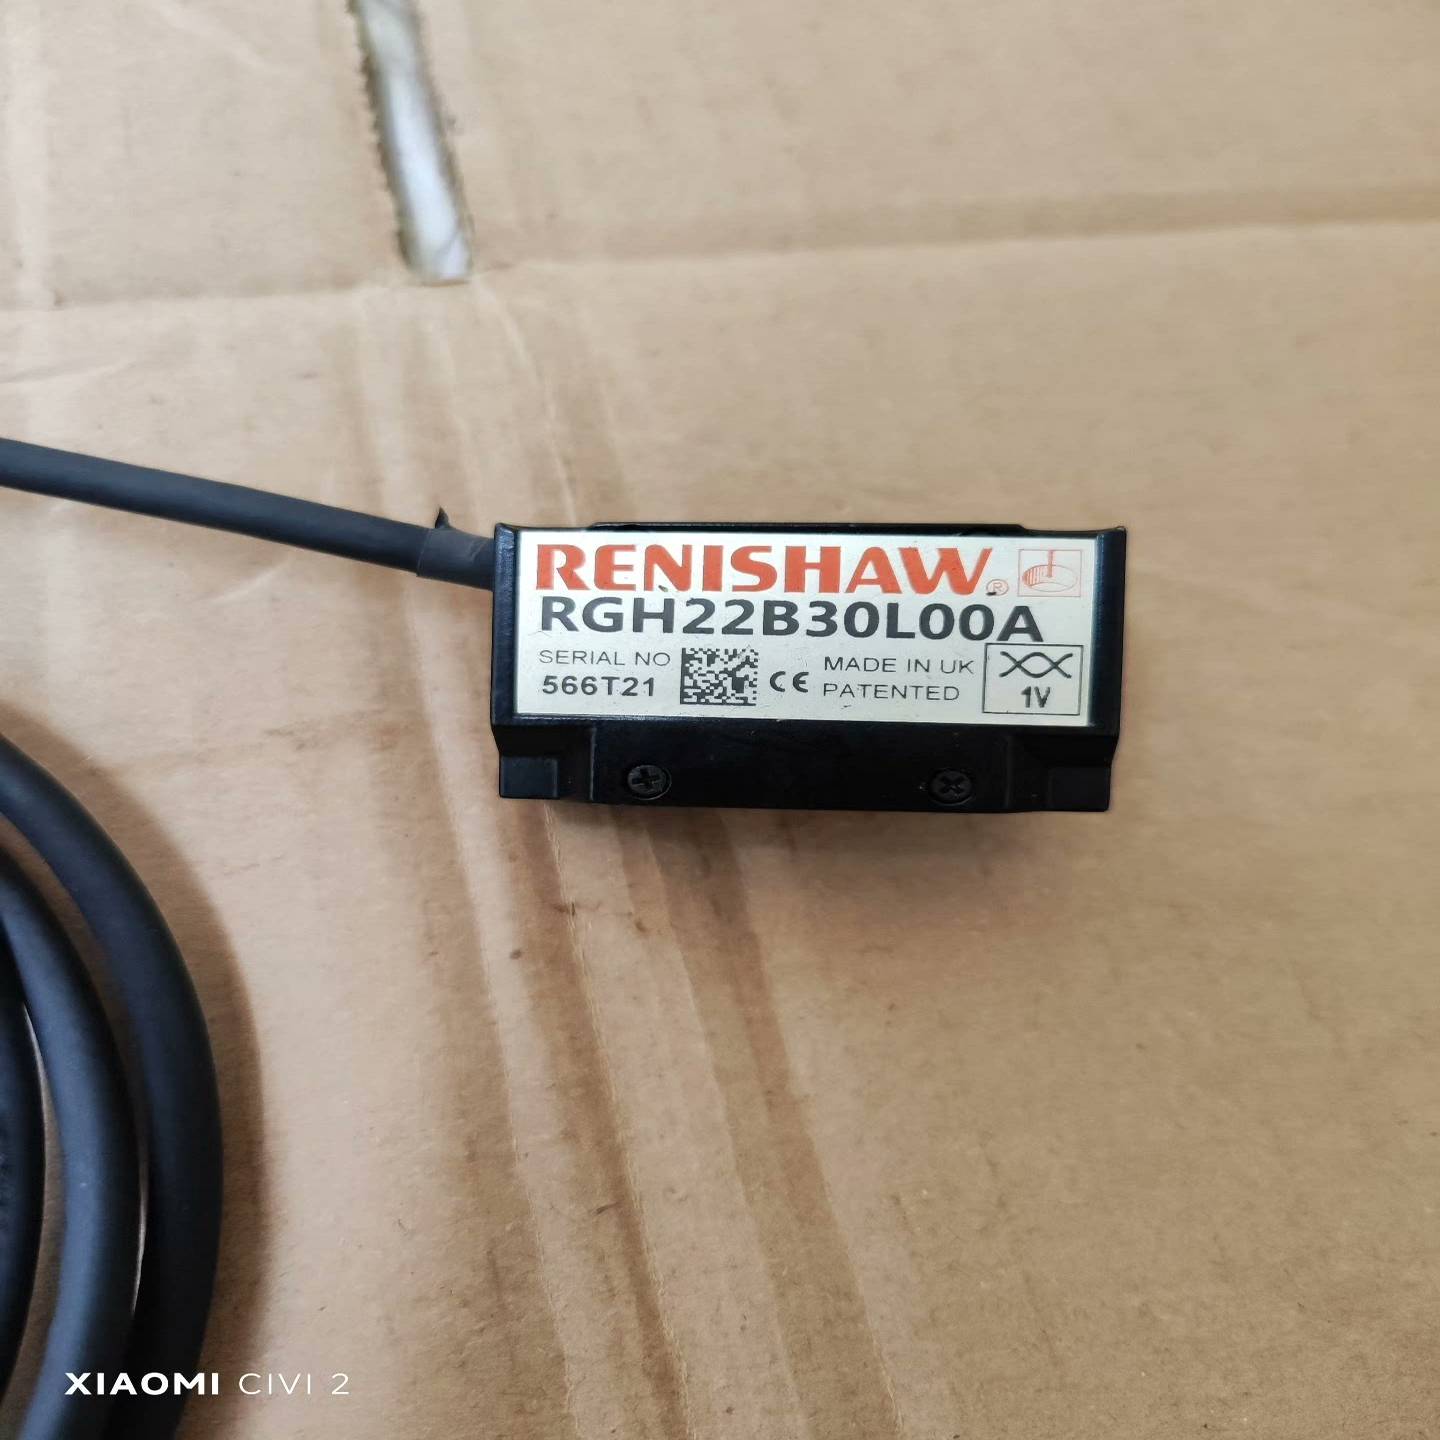 RENISHAW®
RGH22B30L00A
SERIAL NO
566T21
CE
MADE IN UK
PATENTED
1V
XIAOMI CIVI 2